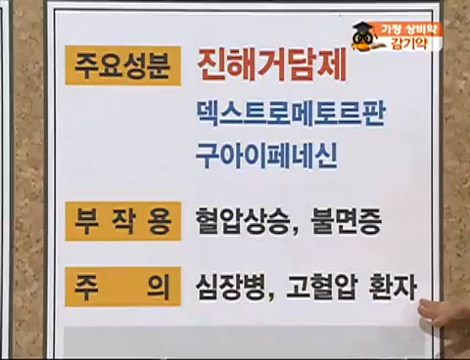 가정 상비약
감기약
주요성분 진해거담제
덱스트로메토르판
구아이페네신
부 작 용 혈압상승, 불면증
주 의 심장병, 고혈압 환자